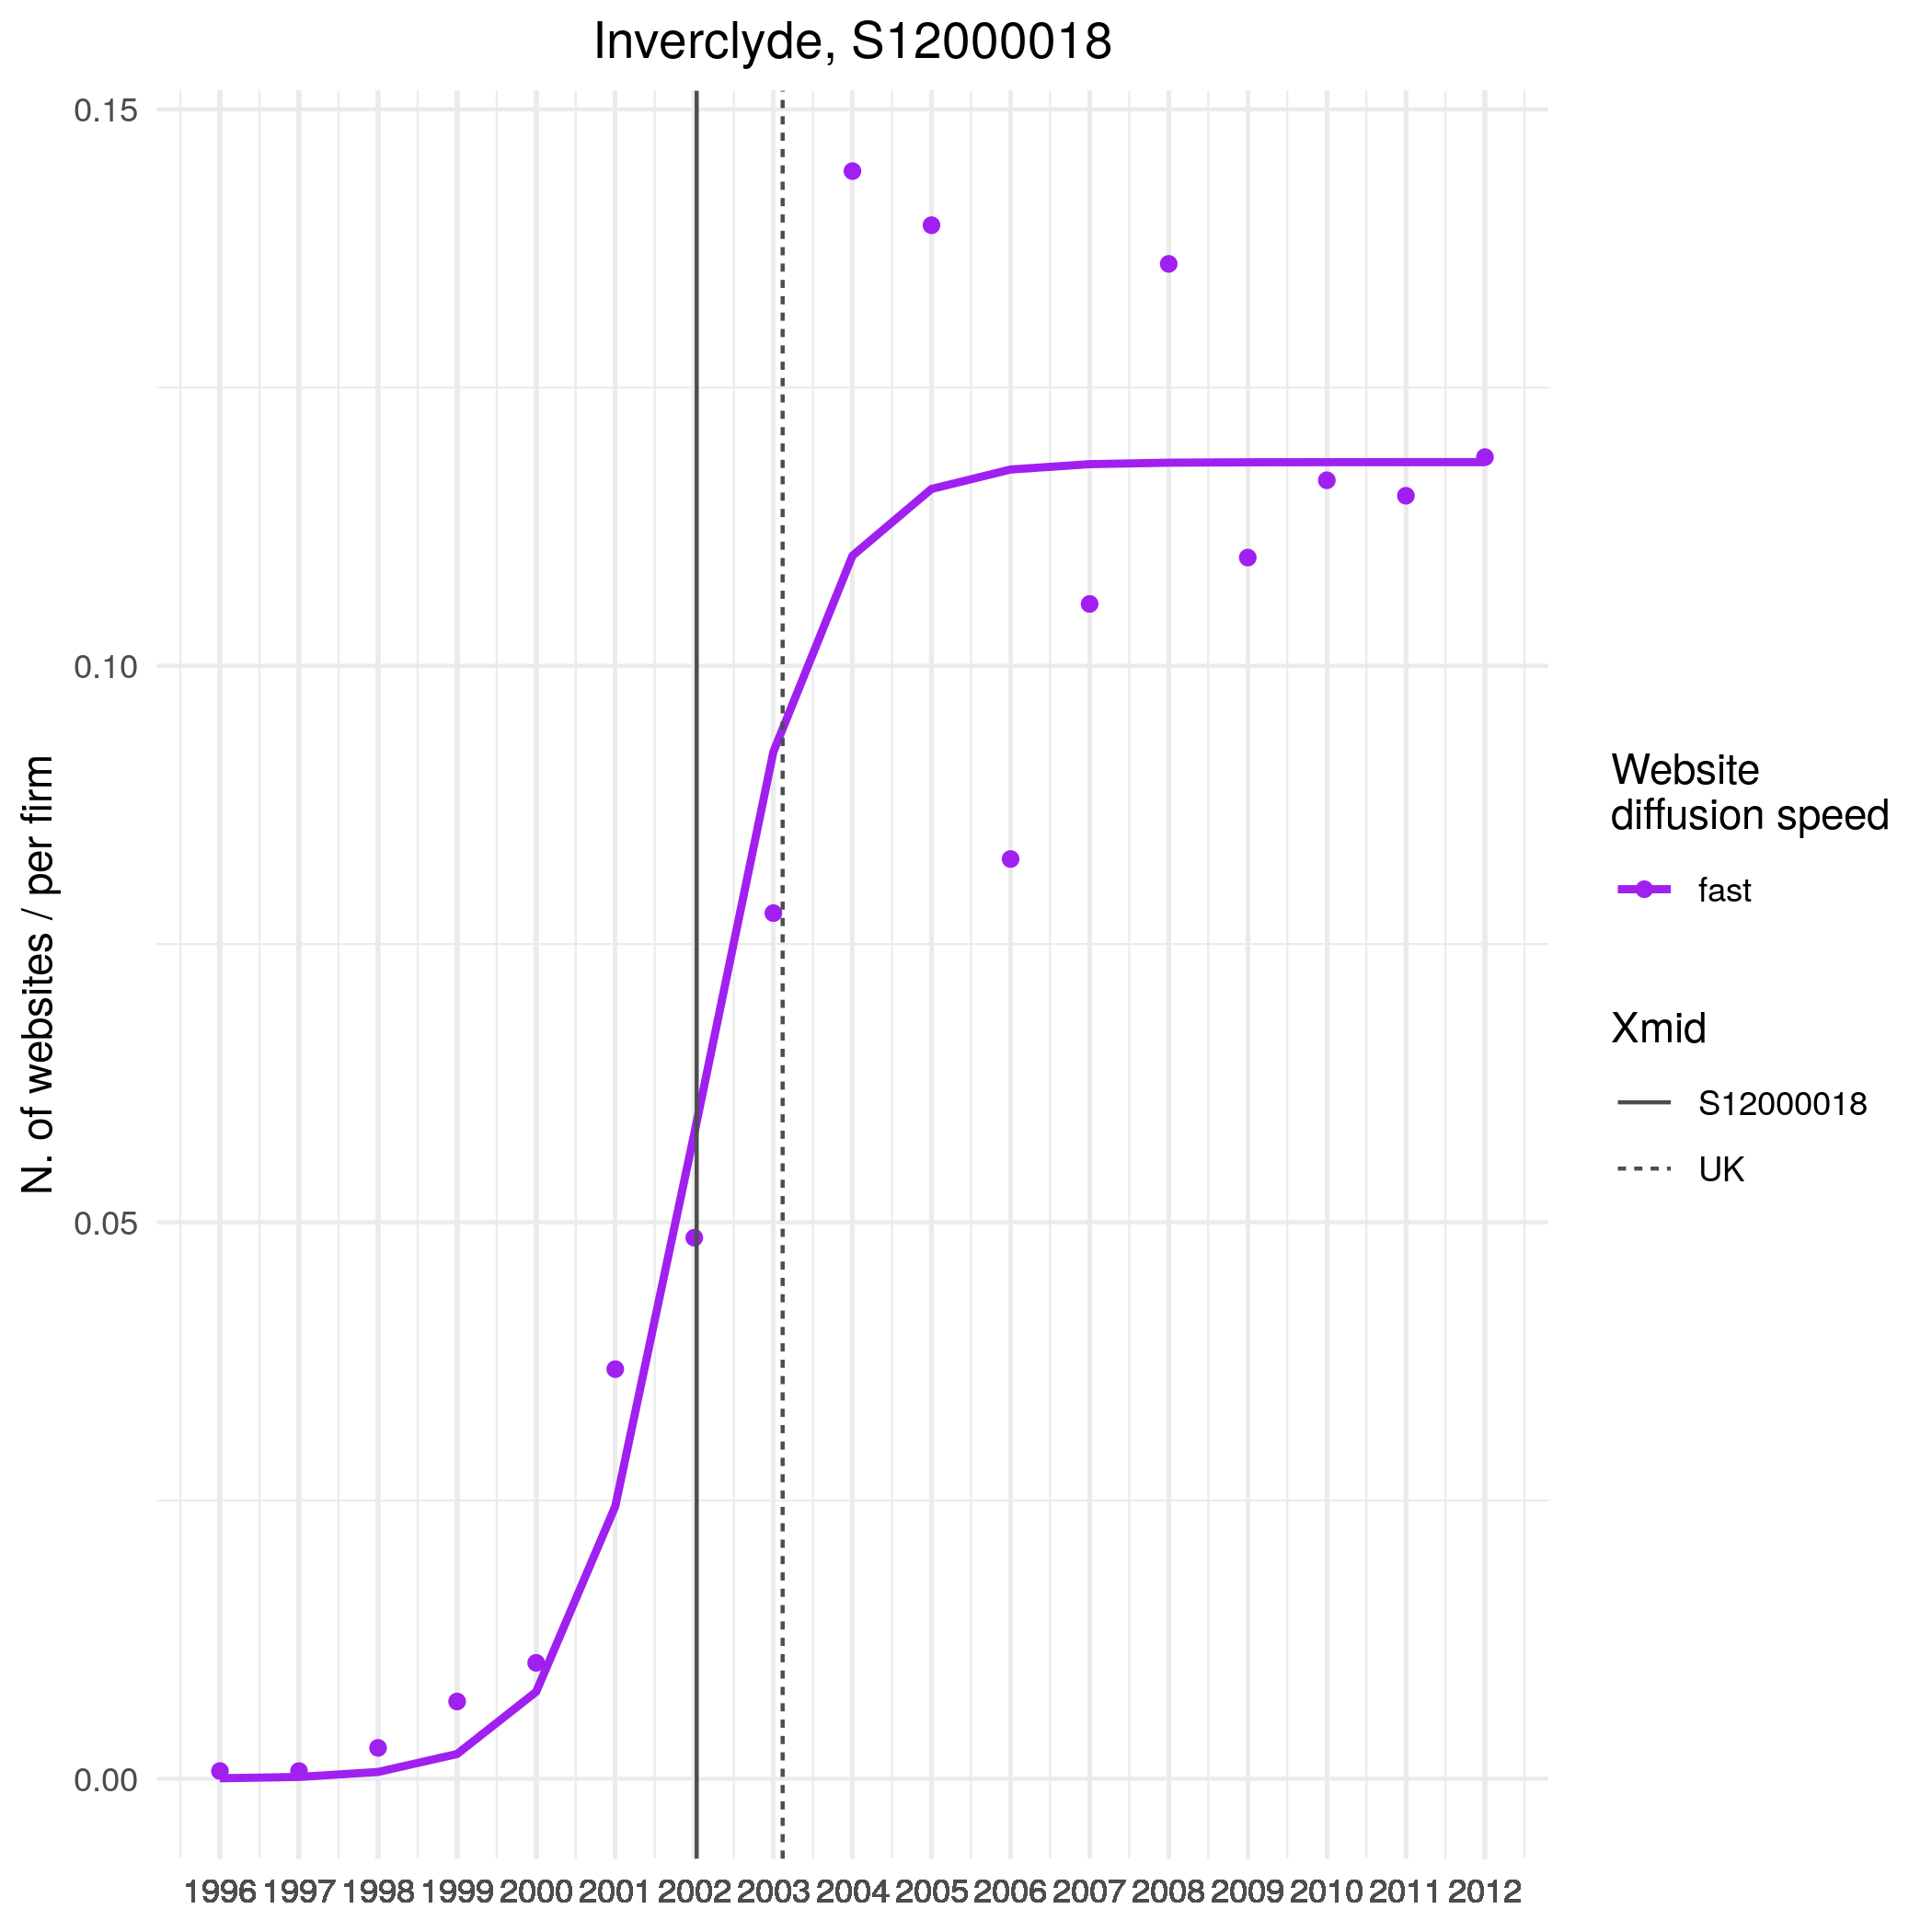 Inverclyde, S12000018
0.15
0.10
0.05
0.00
N. of websites / per firm
1996 1997 1998 1999 2000 2001 2002 2003 2004 2005 2006 2007 2008 2009 2010 2011 2012
Website
diffusion speed
fast
Xmid
S12000018
UK